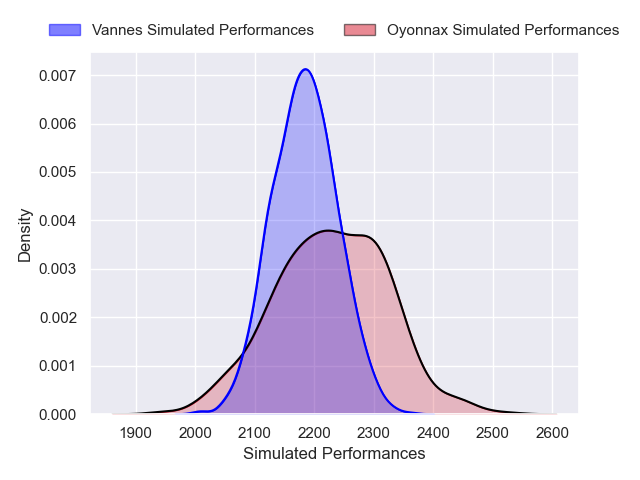 Vannes Simulated Performances
Oyonnax Simulated Performances
0.007
0.006
0.005
0.004
0.003
0.002
0.001
0.000
Density
1900 2000 2100 2200 2300 2400 2500 2600
Simulated Performances